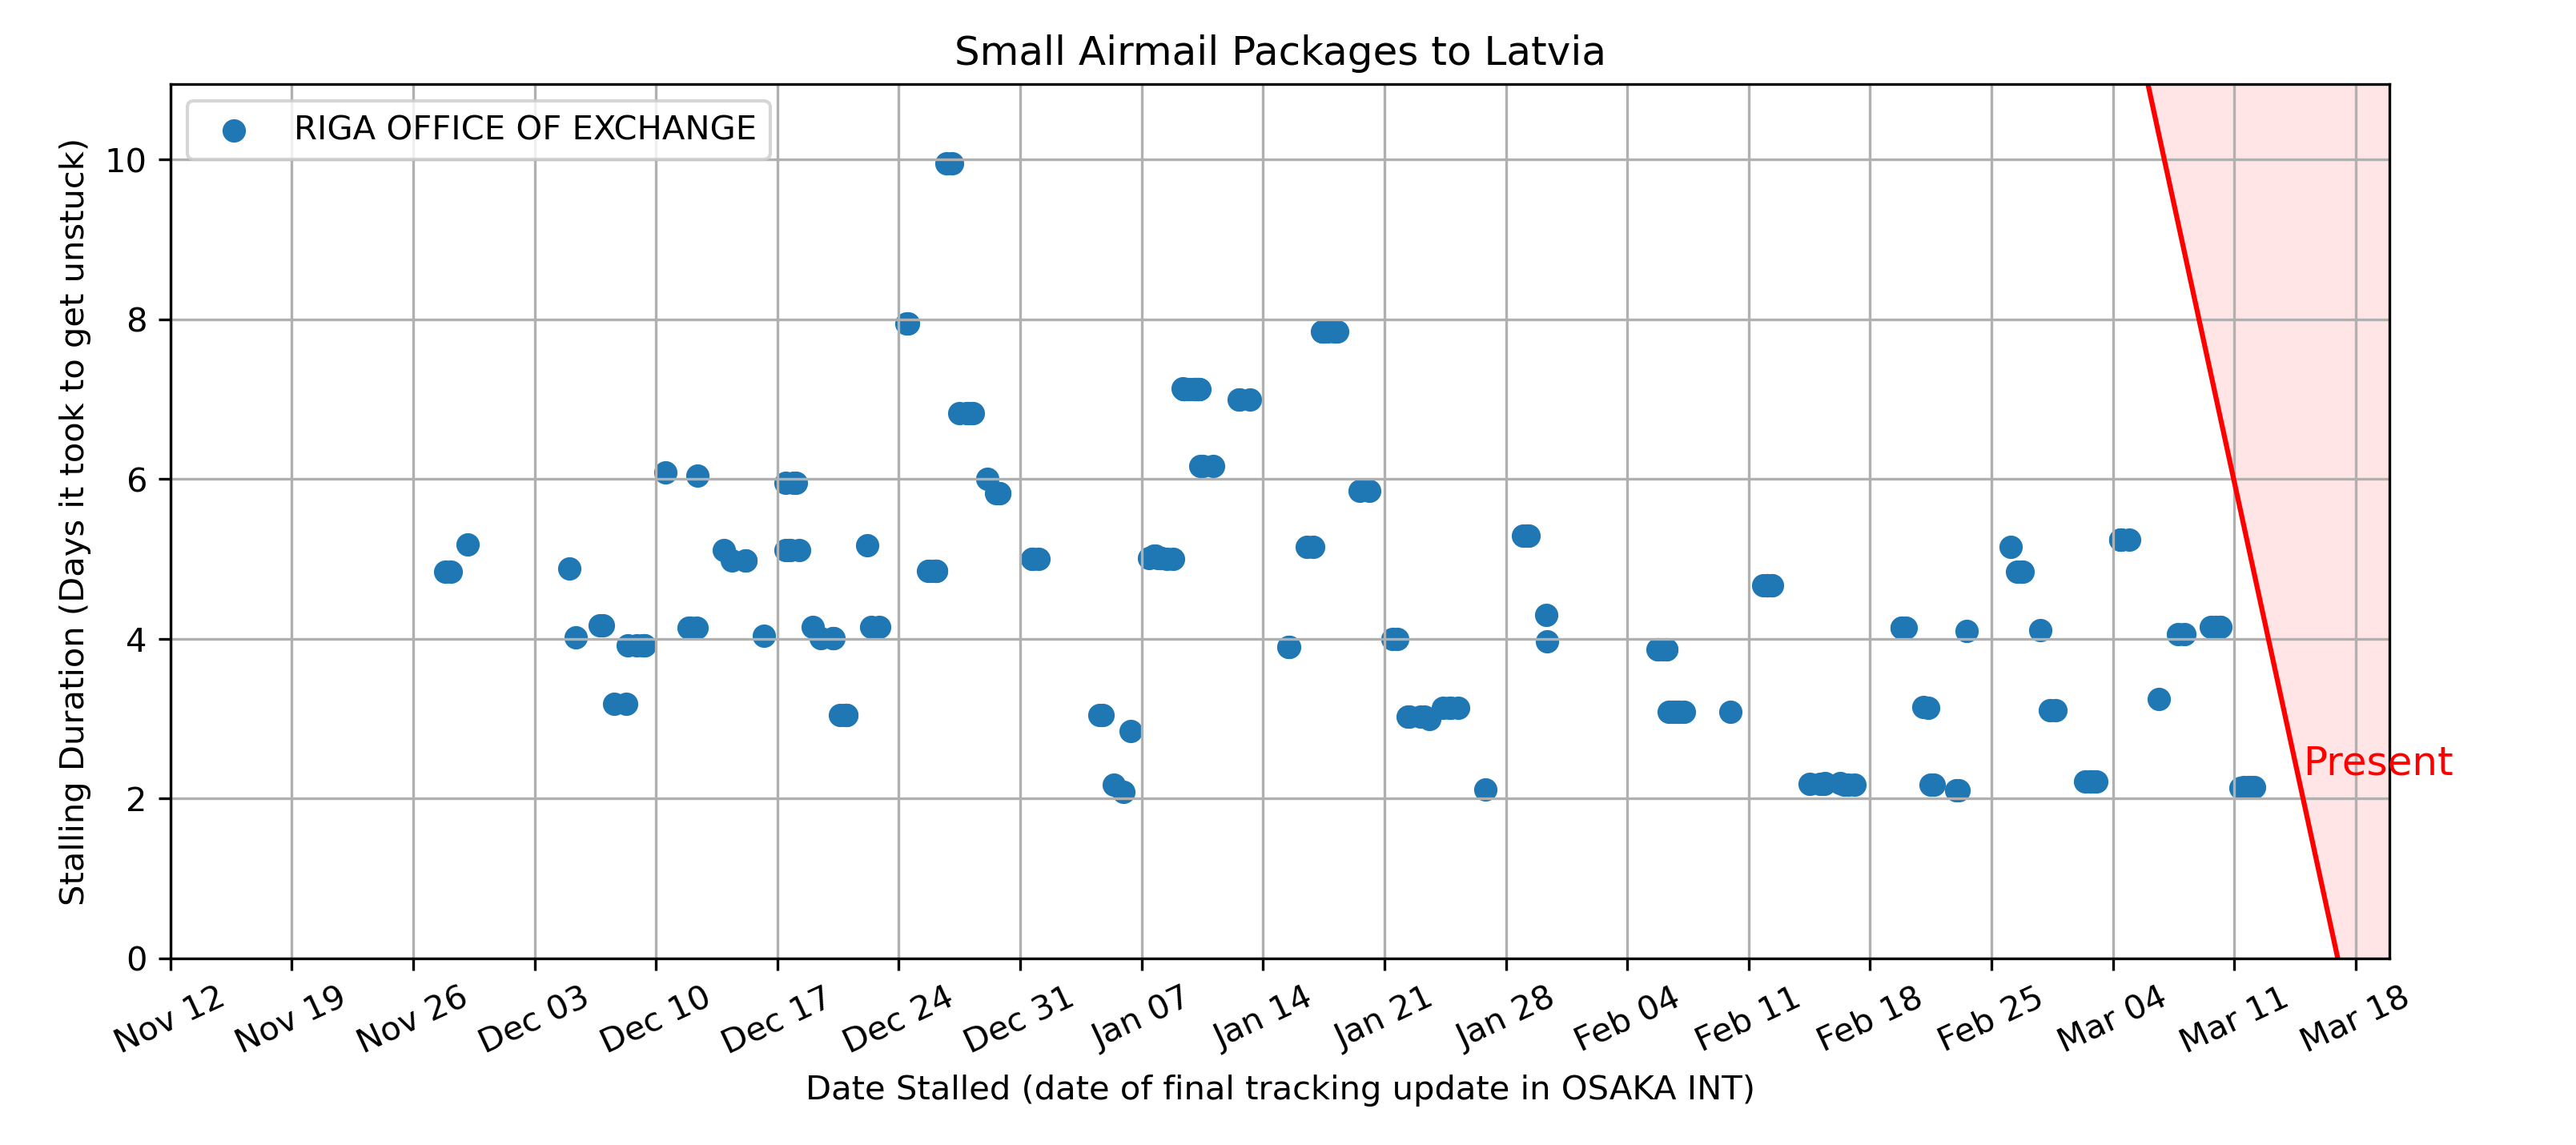 Small Airmail Packages to Latvia
RIGA OFFICE OF EXCHANGE
Stalling Duration (Days it took to get unstuck)
10
8
6
4
2
0
Present
Nov 12
Nov 19
Nov 26
Dec 03
Dec 10
Dec 17
Dec 24
Dec 31
Jan 07
Jan 14
Jan 21
Jan 28
Feb 04
Feb 11
Feb 18
Feb 25
Mar 04
Mar 11
Mar 18
Date Stalled (date of final tracking update in OSAKA INT)